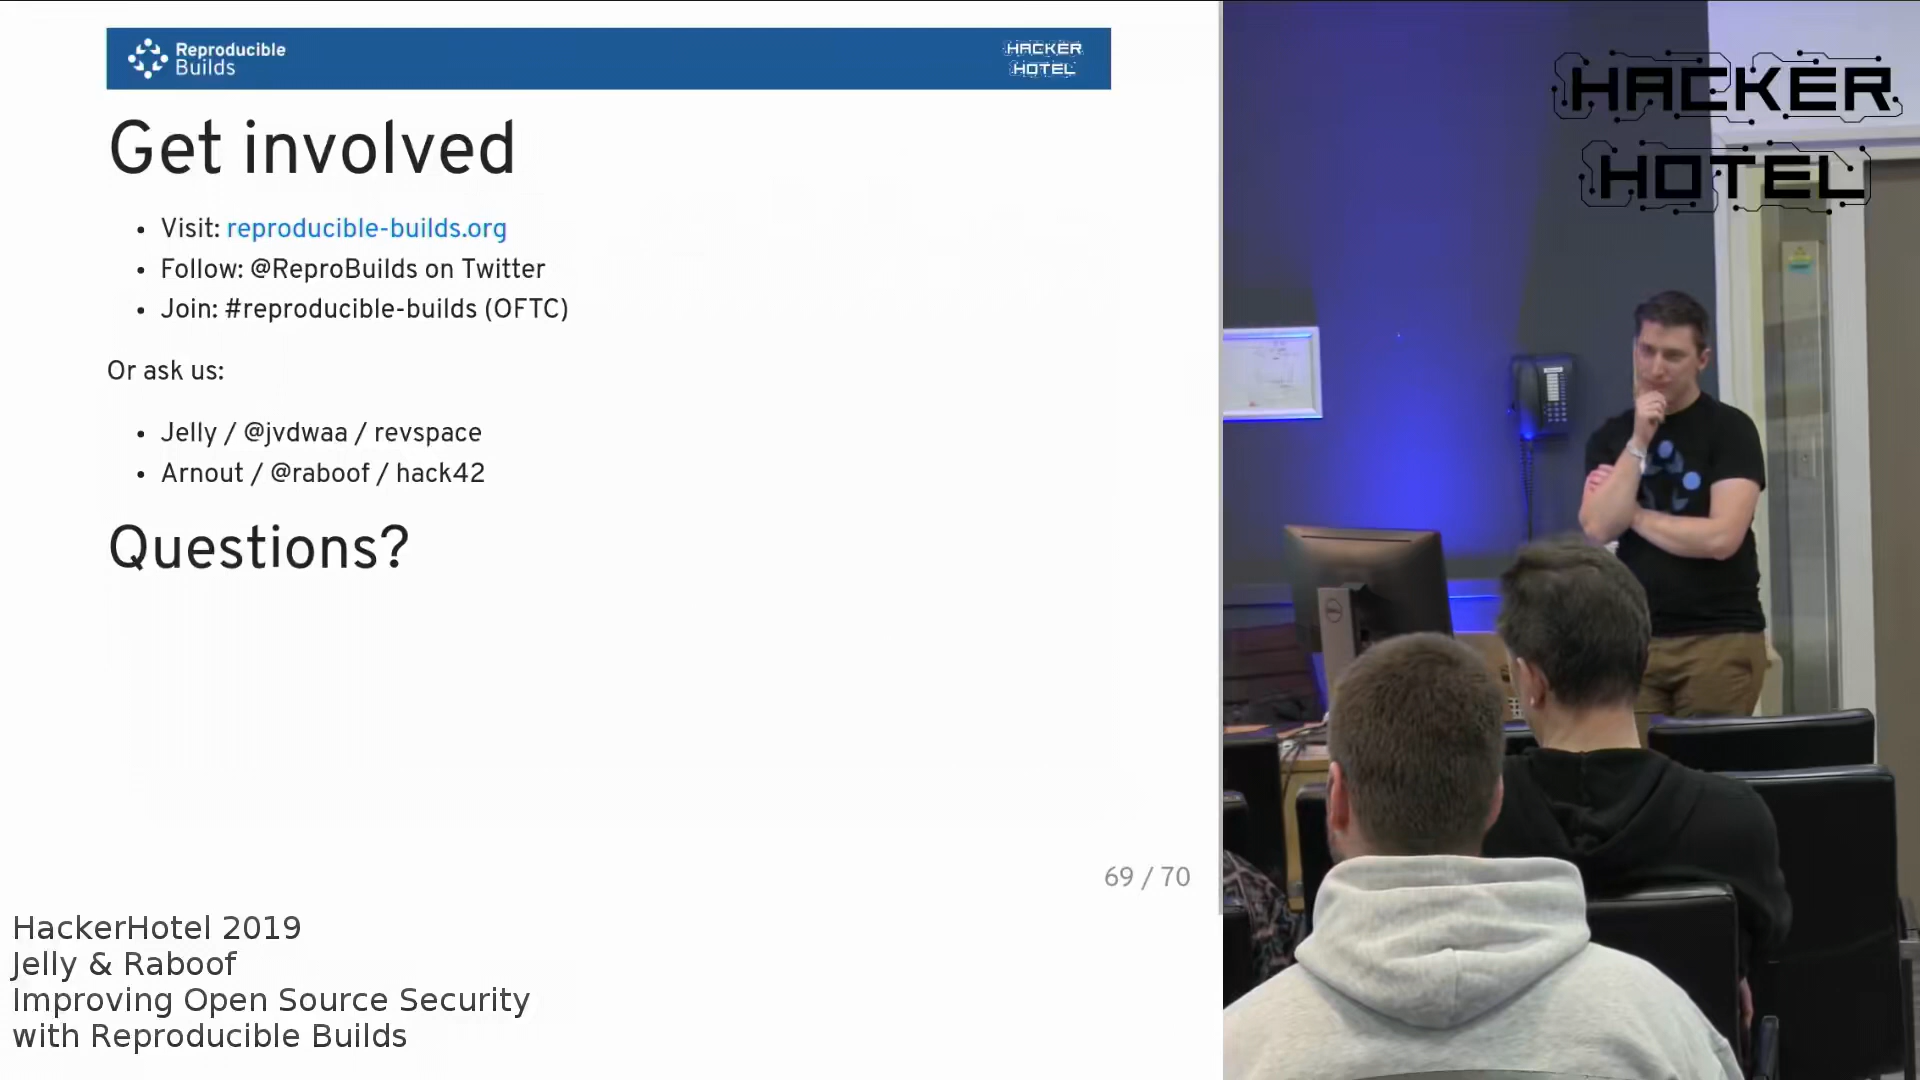 Reproducible
Builds
HACKER
HOTEL
Get involved
• Visit: reproducible-builds.org
• Follow: @ReproBuilds on Twitter
• Join: #reproducible-builds (OFTC)
Or ask us:
• Jelly / @jvdwaa / revspace
• Arnout / @raboof / hack42
Questions?
69 / 70
HackerHotel 2019
Jelly & Raboof
Improving Open Source Security
with Reproducible Builds
HACKER
HOTEL
DELL